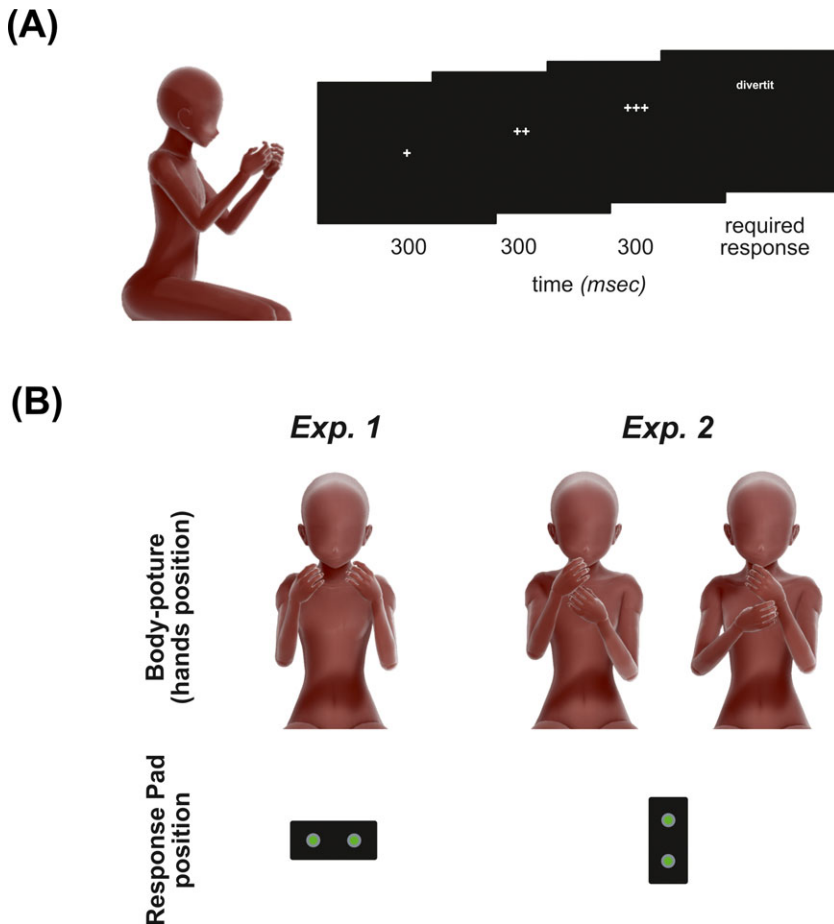 (A)
+
++
+++
divertit
300
300
300
required
response
time (msec)
(B)
Exp. 1
Exp. 2
Body-poture
(hands position)
Response Pad
position